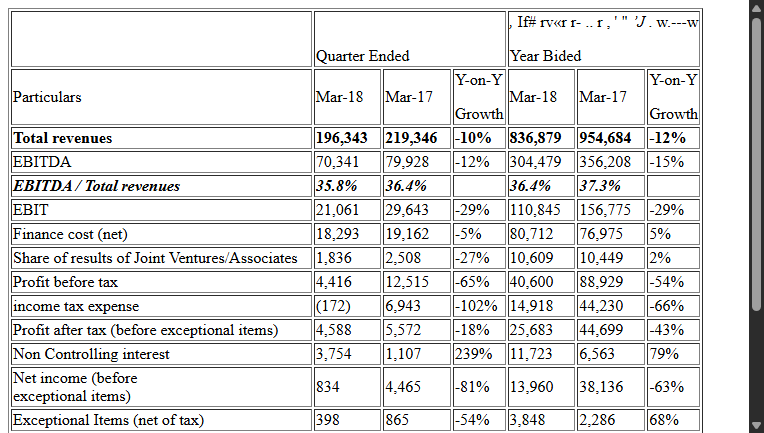 , If# rv«r r- .. r , ' " 'J . w.---w
Quarter Ended Year Bided
Particulars Mar-18 Mar-17 Y-on-Y Growth Mar-18 Mar-17 Y-on-Y Growth
Total revenues 196,343 219,346 -10% 836,879 954,684 -12%
EBITDA 70,341 79,928 -12% 304,479 356,208 -15%
EBITDA / Total revenues 35.8% 36.4% 36.4% 37.3%
EBIT 21,061 29,643 -29% 110,845 156,775 -29%
Finance cost (net) 18,293 19,162 -5% 80,712 76,975 5%
Share of results of Joint Ventures/Associates 1,836 2,508 -27% 10,609 10,449 2%
Profit before tax 4,416 12,515 -65% 40,600 88,929 -54%
income tax expense (172) 6,943 -102% 14,918 44,230 -66%
Profit after tax (before exceptional items) 4,588 5,572 -18% 25,683 44,699 -43%
Non Controlling interest 3,754 1,107 239% 11,723 6,563 79%
Net income (before
exceptional items) 834 4,465 -81% 13,960 38,136 -63%
Exceptional Items (net of tax) 398 865 -54% 3,848 2,286 68%